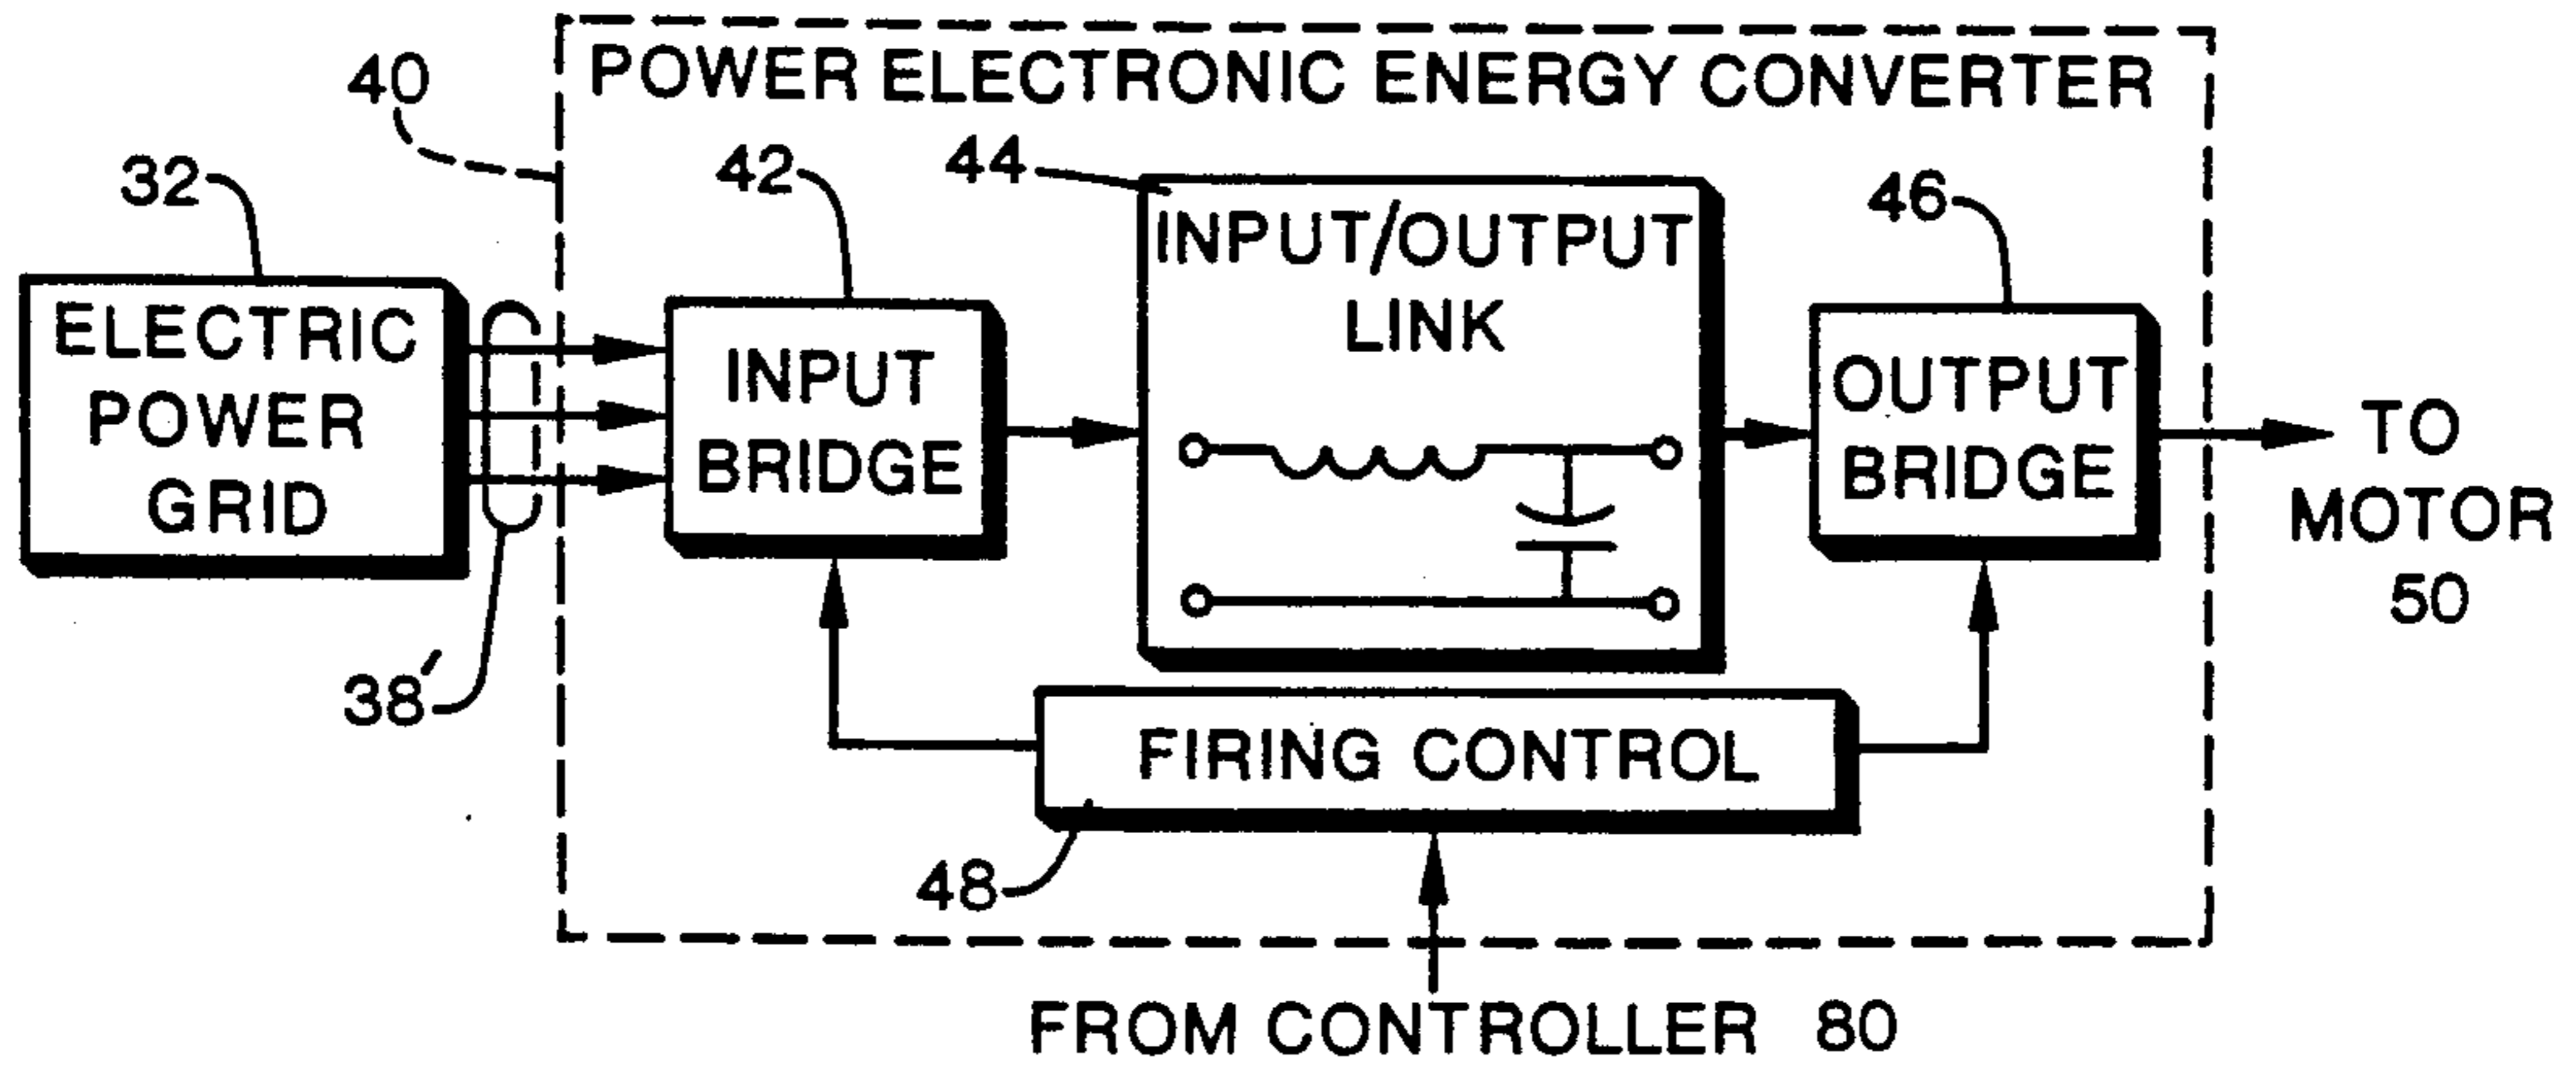 POWER ELECTRONIC ENERGY CONVERTER
40
32
42
44
46
ELECTRIC
POWER
GRID
INPUT
BRIDGE
INPUT/OUTPUT
LINK
OUTPUT
BRIDGE
TO
MOTOR
50
38'
FIRING CONTROL
48
FROM CONTROLLER 80